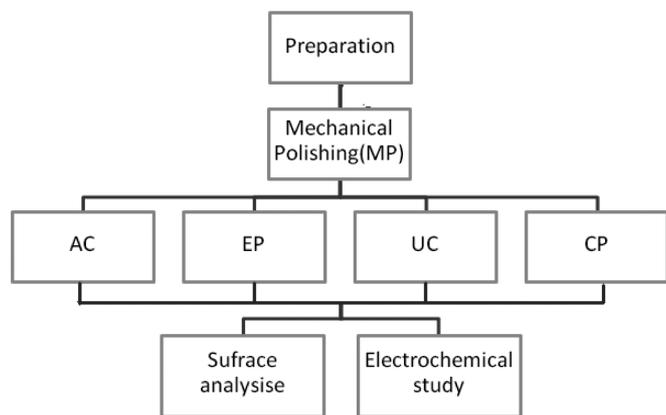 Preparation
Mechanical
Polishing(MP)
AC
EP
UC
CP
Sufrace
analysise
Electrochemical
study